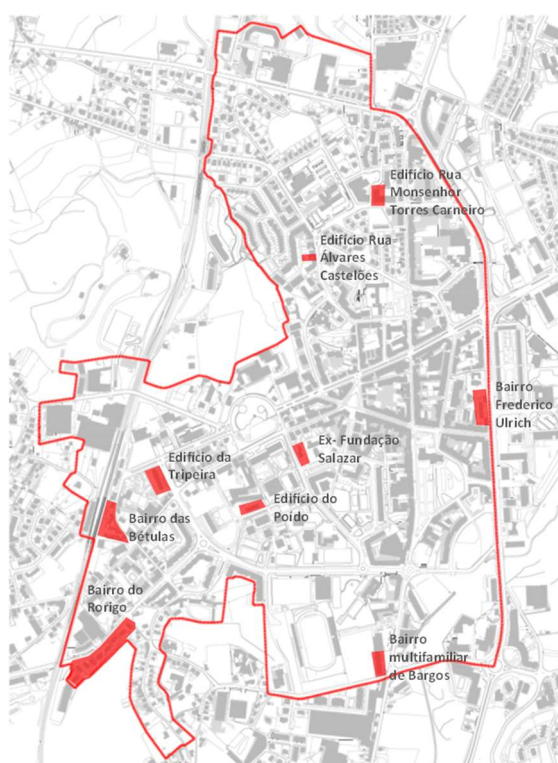 Edifício Rua
Monsenhor
Torres Carneiro
Edifício Rua
Álvares
Castelões
Bairro
Frederico
Ulrich
Ex- Fundação
Salazar
Edifício da
Tripeira
Edifício do
Poído
Bairro das
Bétulas
Bairro do
Rorigo
Bairro
multifamiliar
de Bargos